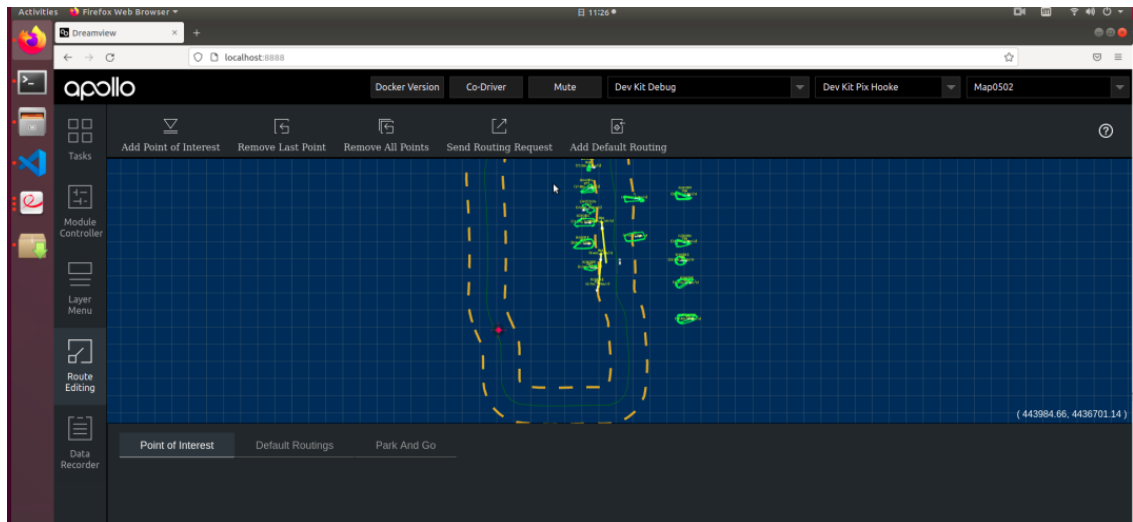 Activities Firefox Web Browser 日 11:26
Dreamview × +
localhost:8888
apollo Docker Version Co-Driver Mute Dev Kit Debug Dev Kit Pix Hooke Map0502
Tasks Add Point of Interest Remove Last Point Remove All Points Send Routing Request Add Default Routing
Module
Controller
Layer
Menu
Route
Editing
( 443984.66, 4436701.14 )
Point of Interest Default Routings Park And Go
Data
Recorder